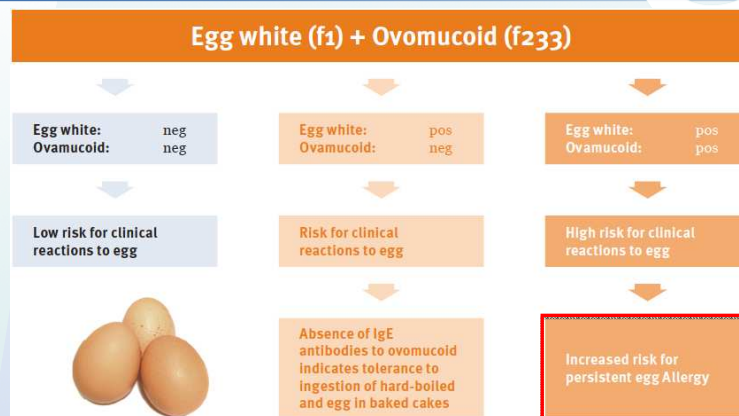 Egg white (f1) + Ovomucoid (f233)
Egg white: neg
Ovamucoid: neg
Egg white: pos
Ovamucoid: neg
Egg white: pos
Ovamucoid: pos
Low risk for clinical
reactions to egg
Risk for clinical
reactions to egg
High risk for clinical
reactions to egg
Absence of IgE
antibodies to ovomucoid
indicates tolerance to
ingestion of hard-boiled
and egg in baked cakes
Increased risk for
persistent egg Allergy